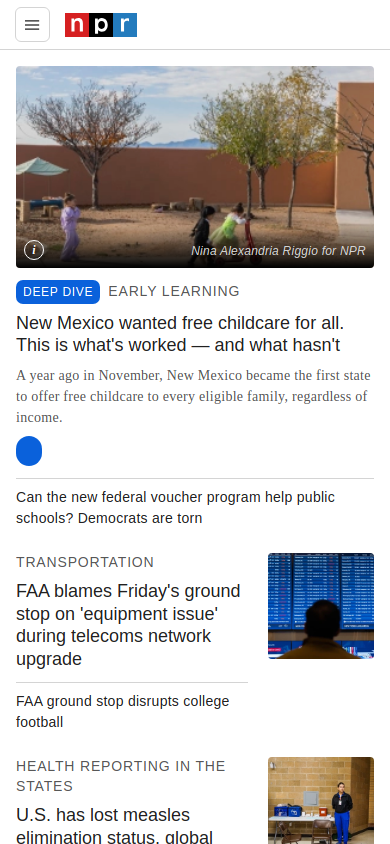 npr
i
Nina Alexandria Riggio for NPR
DEEP DIVE EARLY LEARNING
New Mexico wanted free childcare for all.
This is what's worked — and what hasn't
A year ago in November, New Mexico became the first state
to offer free childcare to every eligible family, regardless of
income.
Can the new federal voucher program help public
schools? Democrats are torn
TRANSPORTATION
FAA blames Friday's ground
stop on 'equipment issue'
during telecoms network
upgrade
FAA ground stop disrupts college
football
HEALTH REPORTING IN THE
STATES
U.S. has lost measles
elimination status, global